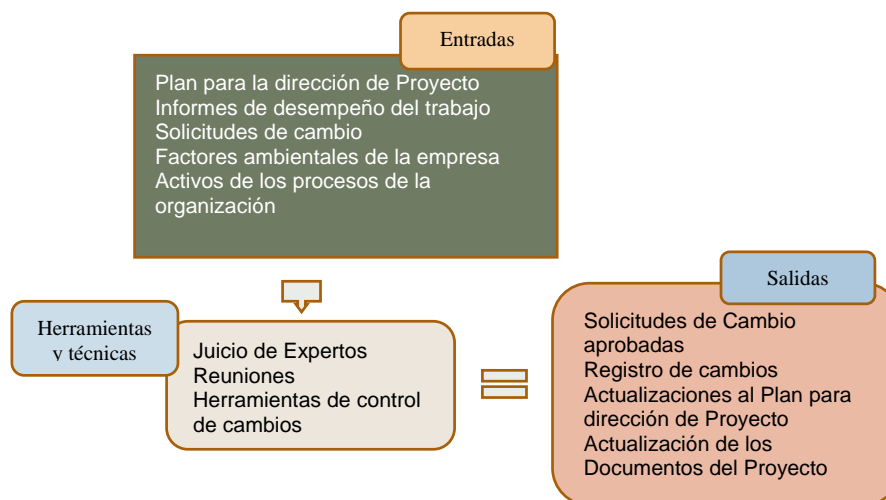 Entradas
Plan para la dirección de Proyecto
Informes de desempeño del trabajo
Solicitudes de cambio
Factores ambientales de la empresa
Activos de los procesos de la
organización
Herramientas
y técnicas
Juicio de Expertos
Reuniones
Herramientas de control
de cambios
Salidas
Solicitudes de Cambio
aprobadas
Registro de cambios
Actualizaciones al Plan para
dirección de Proyecto
Actualización de los
Documentos del Proyecto